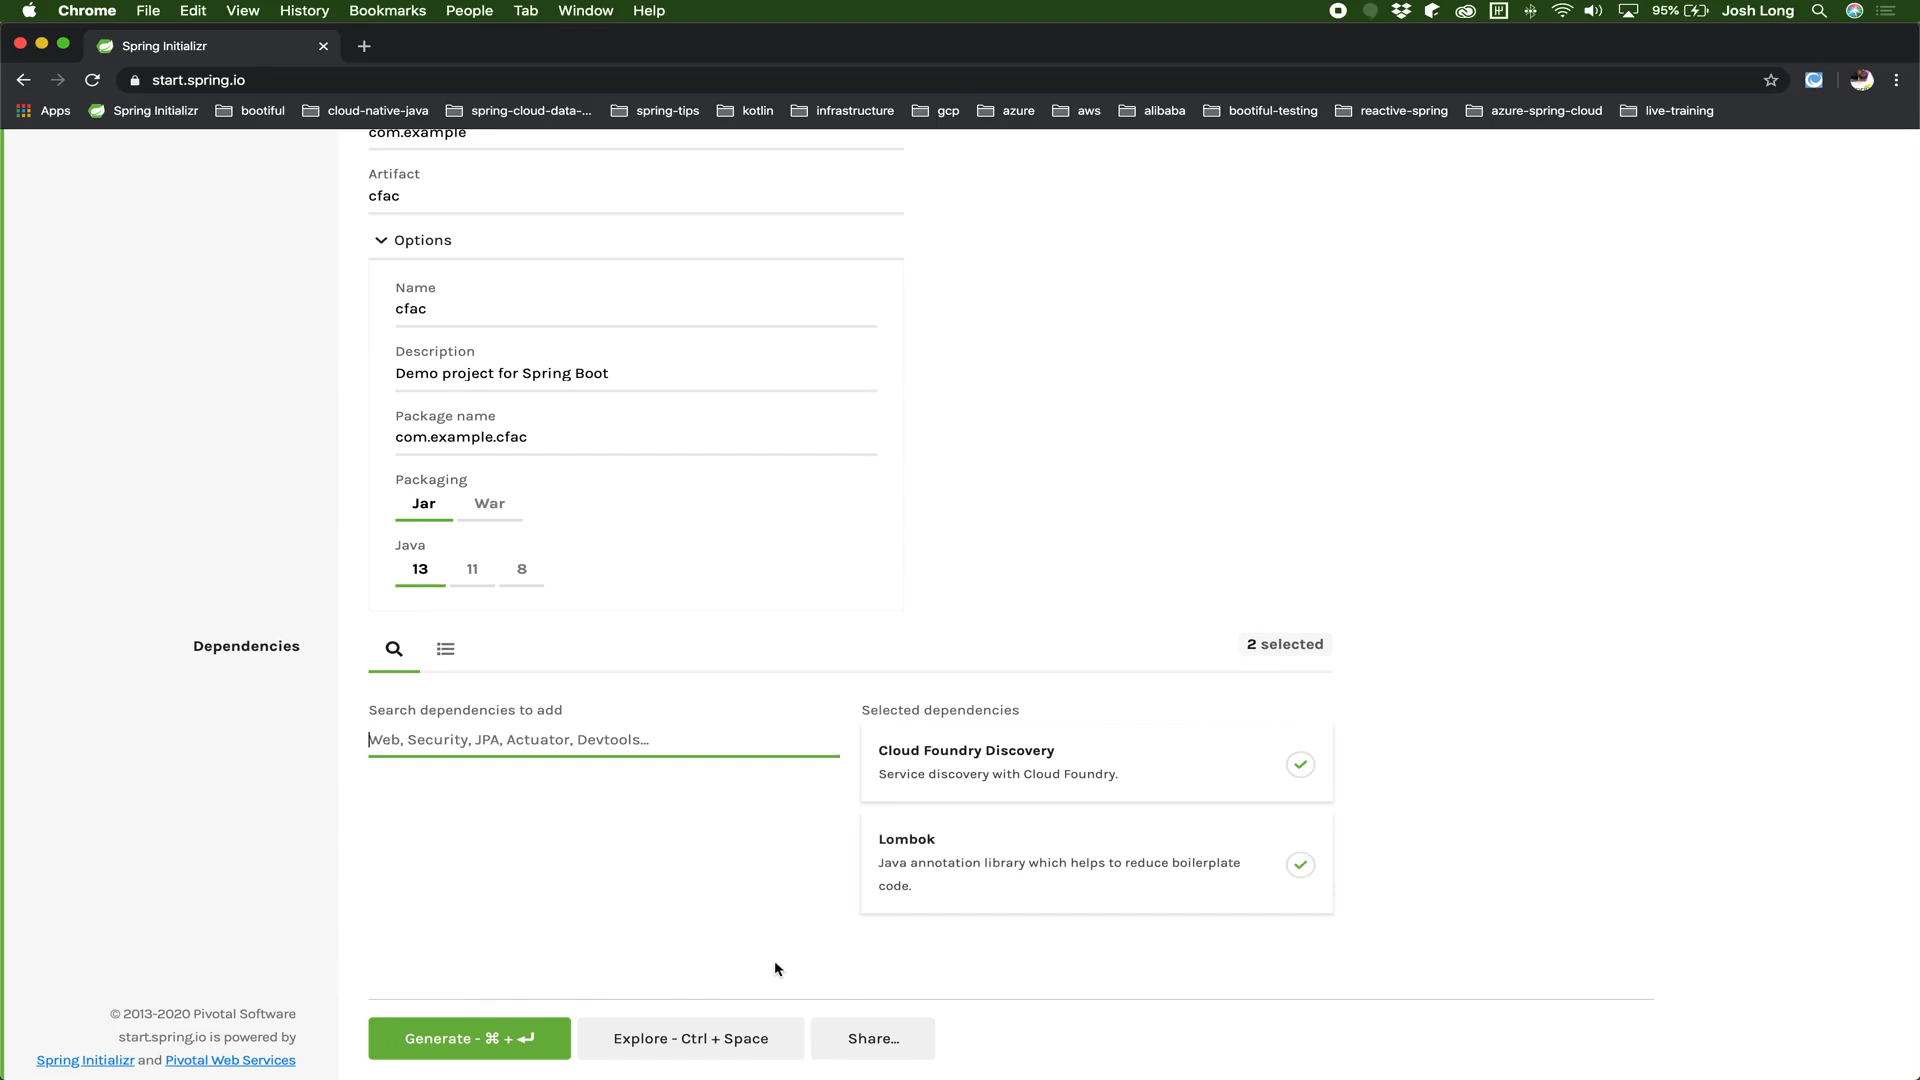 Chrome File Edit View History Bookmarks People Tab Window Help 95% Josh Long
Spring Initializr
start.spring.io
Apps Spring Initializr bootiful cloud-native-java spring-cloud-data-... spring-tips kotlin infrastructure gcp azure aws alibaba bootiful-testing reactive-spring azure-spring-cloud live-training
com.example
Artifact
cfac
Options
Name
cfac
Description
Demo project for Spring Boot
Package name
com.example.cfac
Packaging
Jar War
Java
13 11 8
Dependencies
2 selected
Search dependencies to add
Web, Security, JPA, Actuator, Devtools...
Selected dependencies
Cloud Foundry Discovery
Service discovery with Cloud Foundry.
Lombok
Java annotation library which helps to reduce boilerplate
code.
© 2013-2020 Pivotal Software
start.spring.io is powered by
Spring Initializr and Pivotal Web Services
Generate - ⌘ + ↵
Explore - Ctrl + Space
Share...